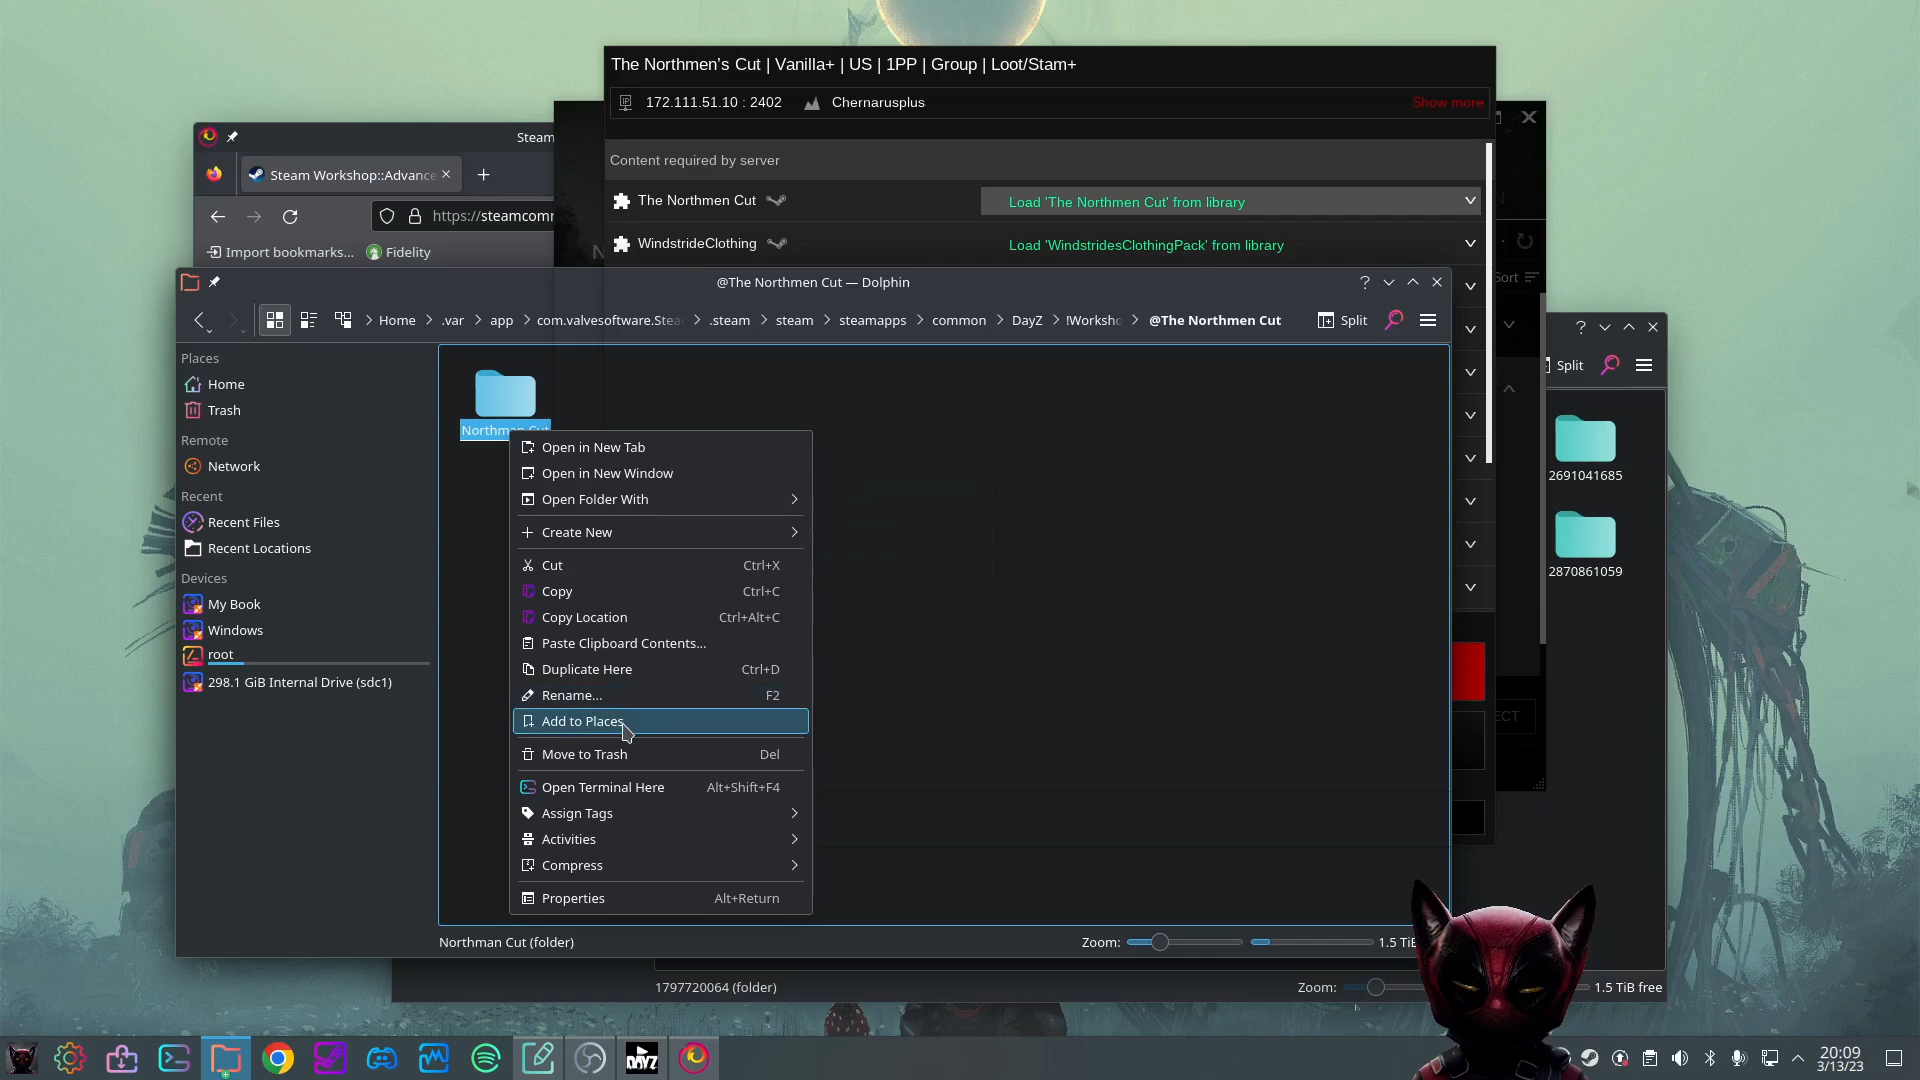 The Northmen's Cut | Vanilla+ | US | 1PP | Group | Loot/Stam+
172.111.51.10 : 2402
Chernarusplus
Show more
Content required by server
The Northmen Cut
Load 'The Northmen Cut' from library
WindstrideClothing
Load 'WindstridesClothingPack' from library
Steam
Steam Workshop::Advance
https://steamcomm
Import bookmarks...
Fidelity
ort
@The Northmen Cut — Dolphin
Home
.var
app
com.valvesoftware.Stea
.steam
steam
steamapps
common
DayZ
!Worksho
@The Northmen Cut
Split
Places
Home
Trash
Remote
Network
Recent
Recent Files
Recent Locations
Devices
My Book
Windows
root
298.1 GiB Internal Drive (sdc1)
Northman Cut
Open in New Tab
Open in New Window
Open Folder With
Create New
Cut Ctrl+X
Copy Ctrl+C
Copy Location Ctrl+Alt+C
Paste Clipboard Contents...
Duplicate Here Ctrl+D
Rename... F2
Add to Places
Move to Trash Del
Open Terminal Here Alt+Shift+F4
Assign Tags
Activities
Compress
Properties Alt+Return
Split
2691041685
2870861059
ECT
Northman Cut (folder)
Zoom:
1.5 TiB
1797720064 (folder)
Zoom:
1.5 TiB free
DAYZ
20:09
3/13/23